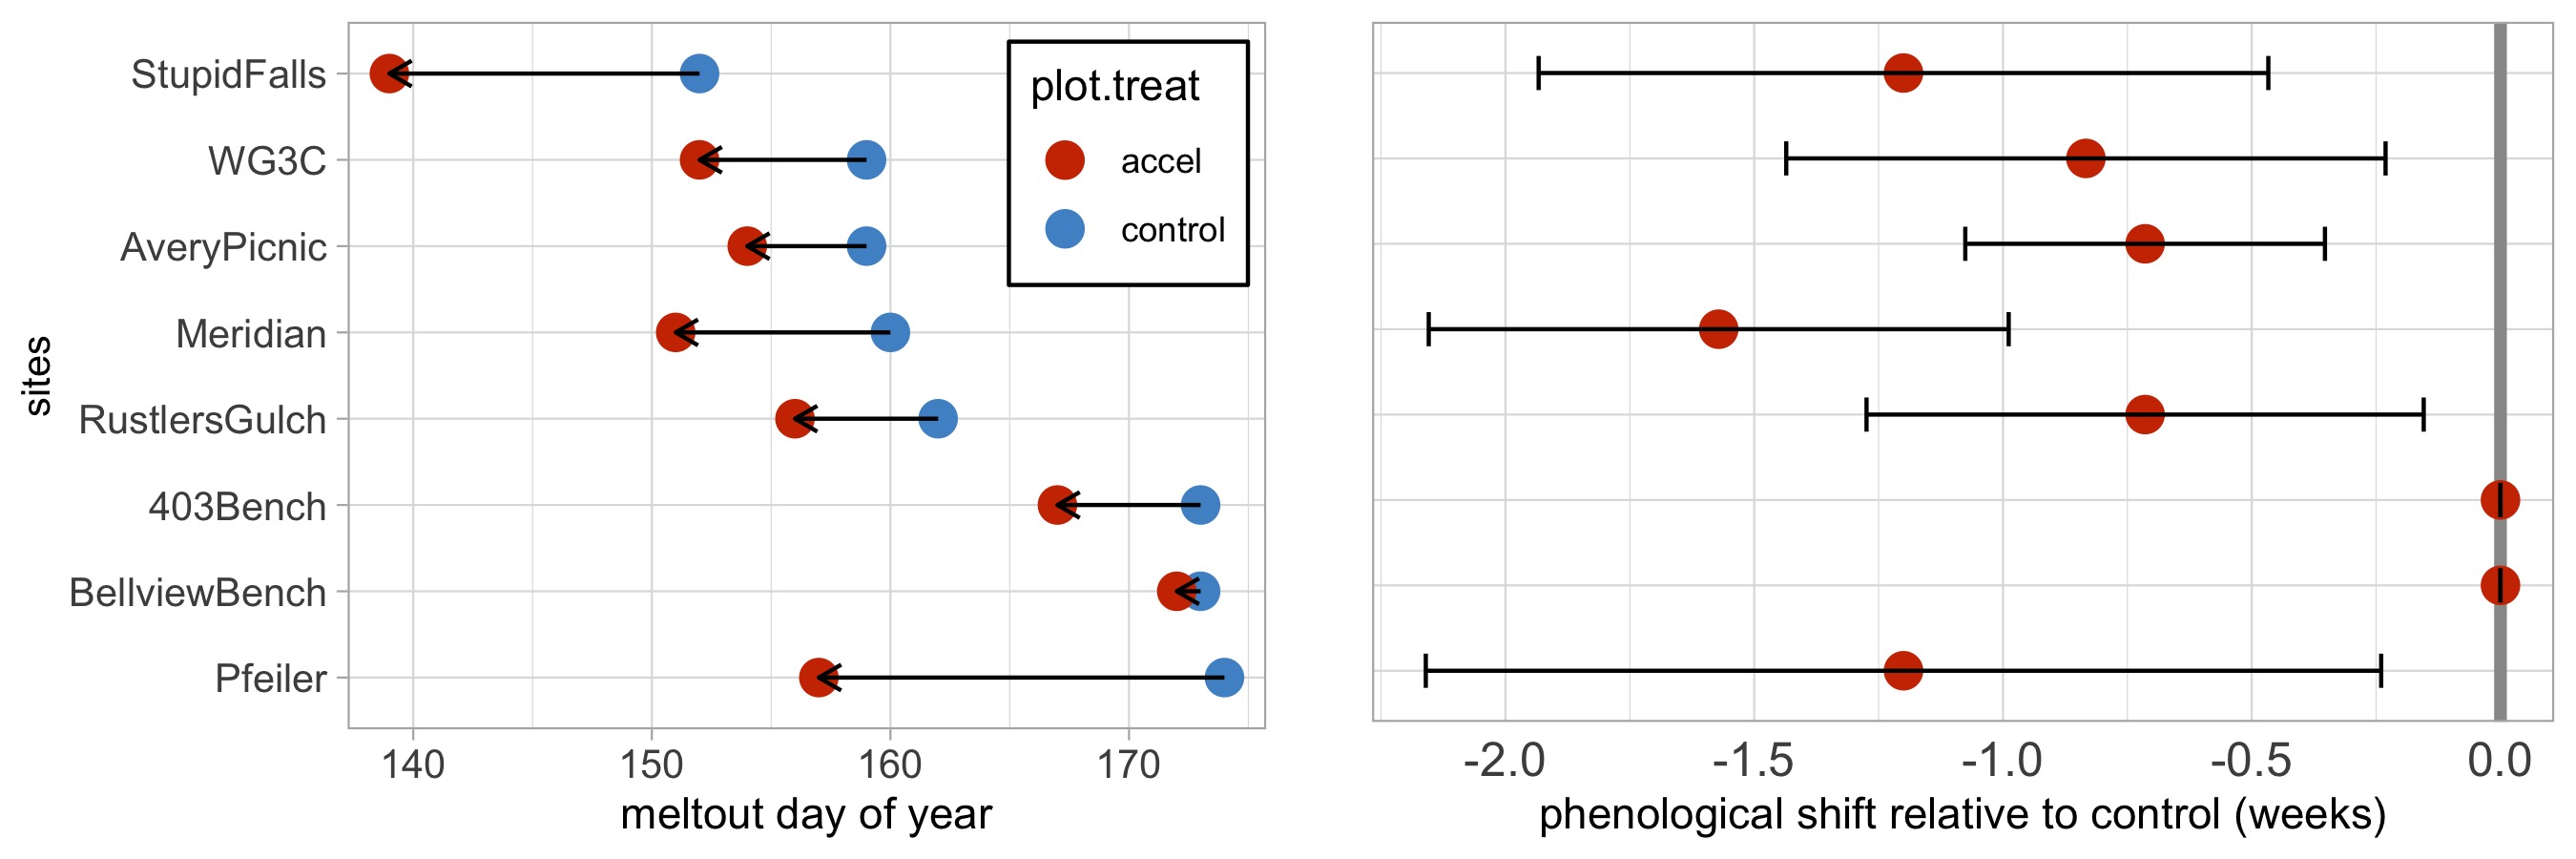 StupidFalls
WG3C
AveryPicnic
Meridian
RustlersGulch
403Bench
BellviewBench
Pfeiler
sites
140 150 160 170
meltout day of year
plot.treat
accel
control
-2.0 -1.5 -1.0 -0.5 0.0
phenological shift relative to control (weeks)